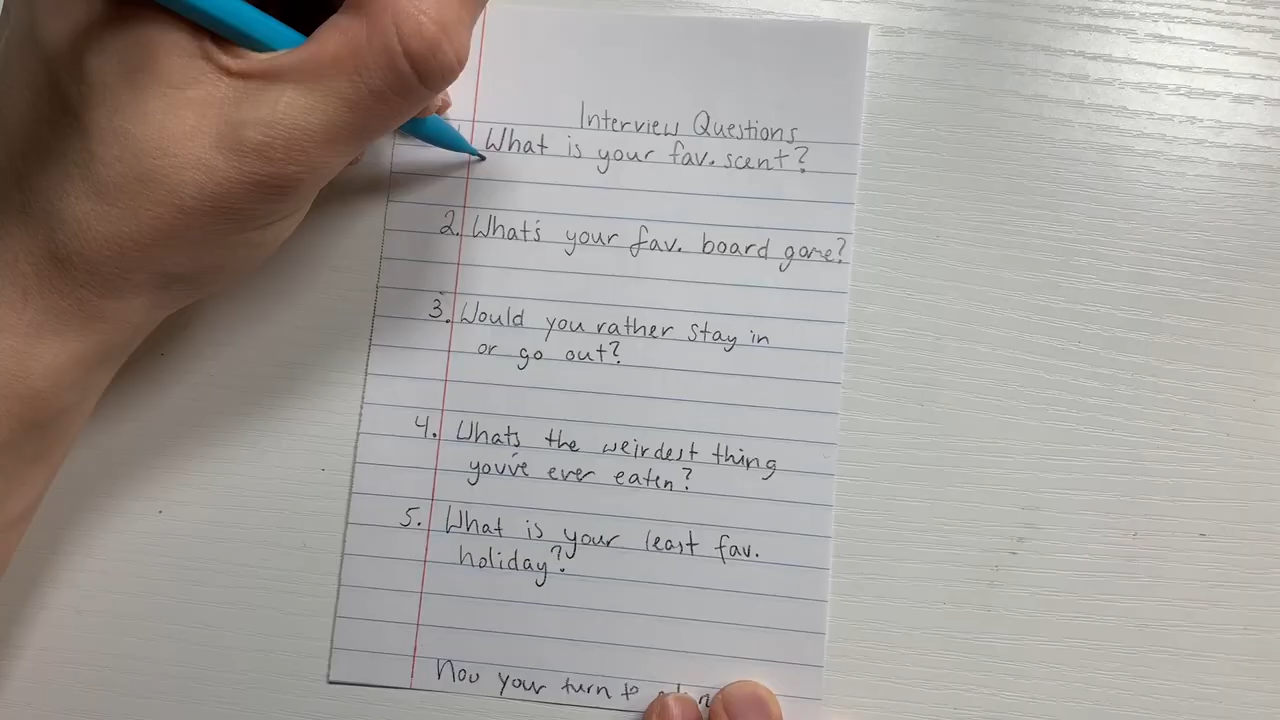 Interview Questions
What is your fav. scent?
2. What's your fav. board game?
3. Would you rather stay in
or go out?
4. Whats the weirdest thing
you've ever eaten?
5. What is your least fav.
holiday?
Now your turn to